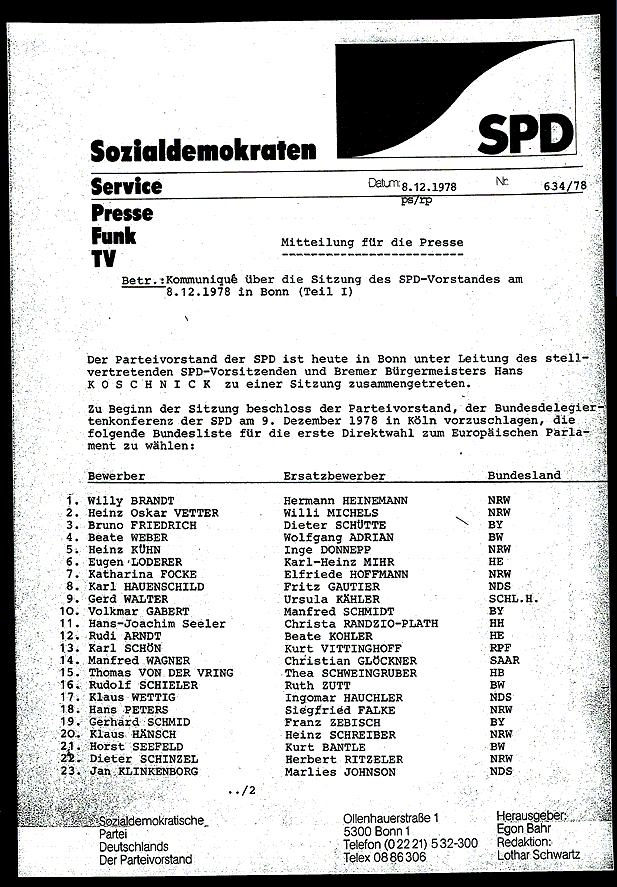 SPD
Sozialdemokraten
Service
Datum: 8.12.1978 Nr. 634/78
ps/rp
Presse
Funk
TV
Mitteilung für die Presse
Betr.: Kommuniqué über die Sitzung des SPD-Vorstandes am
8.12.1978 in Bonn (Teil I)
Der Parteivorstand der SPD ist heute in Bonn unter Leitung des stell-
vertretenden SPD-Vorsitzenden und Bremer Bürgermeisters Hans
K O S C H N I C K zu einer Sitzung zusammengetreten.
Zu Beginn der Sitzung beschloss der Parteivorstand, der Bundesdelegier-
tenkonferenz der SPD am 9. Dezember 1978 in Köln vorzuschlagen, die
folgende Bundesliste für die erste Direktwahl zum Europäischen Parla-
ment zu wählen:
Bewerber Ersatzbewerber Bundesland
1. Willy BRANDT Hermann HEINEMANN NRW
2. Heinz Oskar VETTER Willi MICHELS NRW
3. Bruno FRIEDRICH Dieter SCHÜTTE BY
4. Beate WEBER Wolfgang ADRIAN BW
5. Heinz KÜHN Inge DONNEPP NRW
6. Eugen LODERER Karl-Heinz MIHR HE
7. Katharina FOCKE Elfriede HOFFMANN NRW
8. Karl HAUENSCHILD Fritz GAUTIER NDS
9. Gerd WALTER Ursula KÄHLER SCHL.H.
10. Volkmar GABERT Manfred SCHMIDT BY
11. Hans-Joachim Seeler Christa RANDZIO-PLATH HH
12. Rudi ARNDT Beate KOHLER HE
13. Karl SCHÖN Kurt VITTINGHOFF RPF
14. Manfred WAGNER Christian GLÖCKNER SAAR
15. Thomas VON DER VRING Thea SCHWEINGRUBER HB
16. Rudolf SCHIELER Ruth ZUTT BW
17. Klaus WETTIG Ingomar HAUCHLER NDS
18. Hans PETERS Siegfried FALKE NRW
19. Gerhard SCHMID Franz ZEBISCH BY
20. Klaus HÄNSCH Heinz SCHREIBER NRW
21. Horst SEEFELD Kurt BANTLE BW
22. Dieter SCHINZEL Herbert RITZELER NRW
23. Jan KLINKENBORG Marlies JOHNSON NDS
../2
Sozialdemokratische
Partei
Deutschlands
Der Parteivorstand
Ollenhauerstraße 1
5300 Bonn 1
Telefon (0 22 21) 5 32-300
Telex 08 86 306
Herausgeber:
Egon Bahr
Redaktion:
Lothar Schwartz